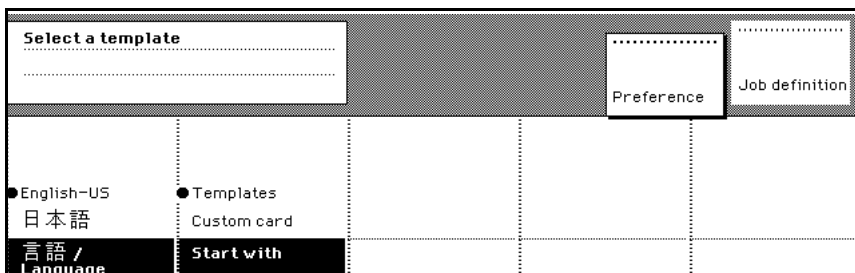 Select a template
Preference
Job definition
English-US
日本語
言語 /
Language
Templates
Custom card
Start with